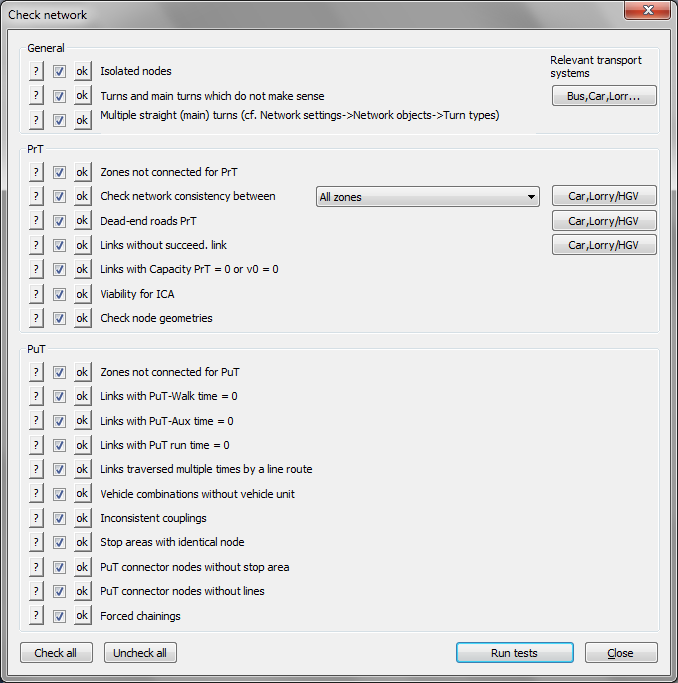 Check network
General
Relevant transport
systems
? ok Isolated nodes
? ok Turns and main turns which do not make sense Bus,Car,Lorr...
? ok Multiple straight (main) turns (cf. Network settings->Network objects->Turn types)
PrT
? ok Zones not connected for PrT
? ok Check network consistency between All zones Car,Lorry/HGV
? ok Dead-end roads PrT Car,Lorry/HGV
? ok Links without succeed. link Car,Lorry/HGV
? ok Links with Capacity PrT = 0 or v0 = 0
? ok Viability for ICA
? ok Check node geometries
PuT
? ok Zones not connected for PuT
? ok Links with PuT-Walk time = 0
? ok Links with PuT-Aux time = 0
? ok Links with PuT run time = 0
? ok Links traversed multiple times by a line route
? ok Vehicle combinations without vehicle unit
? ok Inconsistent couplings
? ok Stop areas with identical node
? ok PuT connector nodes without stop area
? ok PuT connector nodes without lines
? ok Forced chainings
Check all Uncheck all Run tests Close